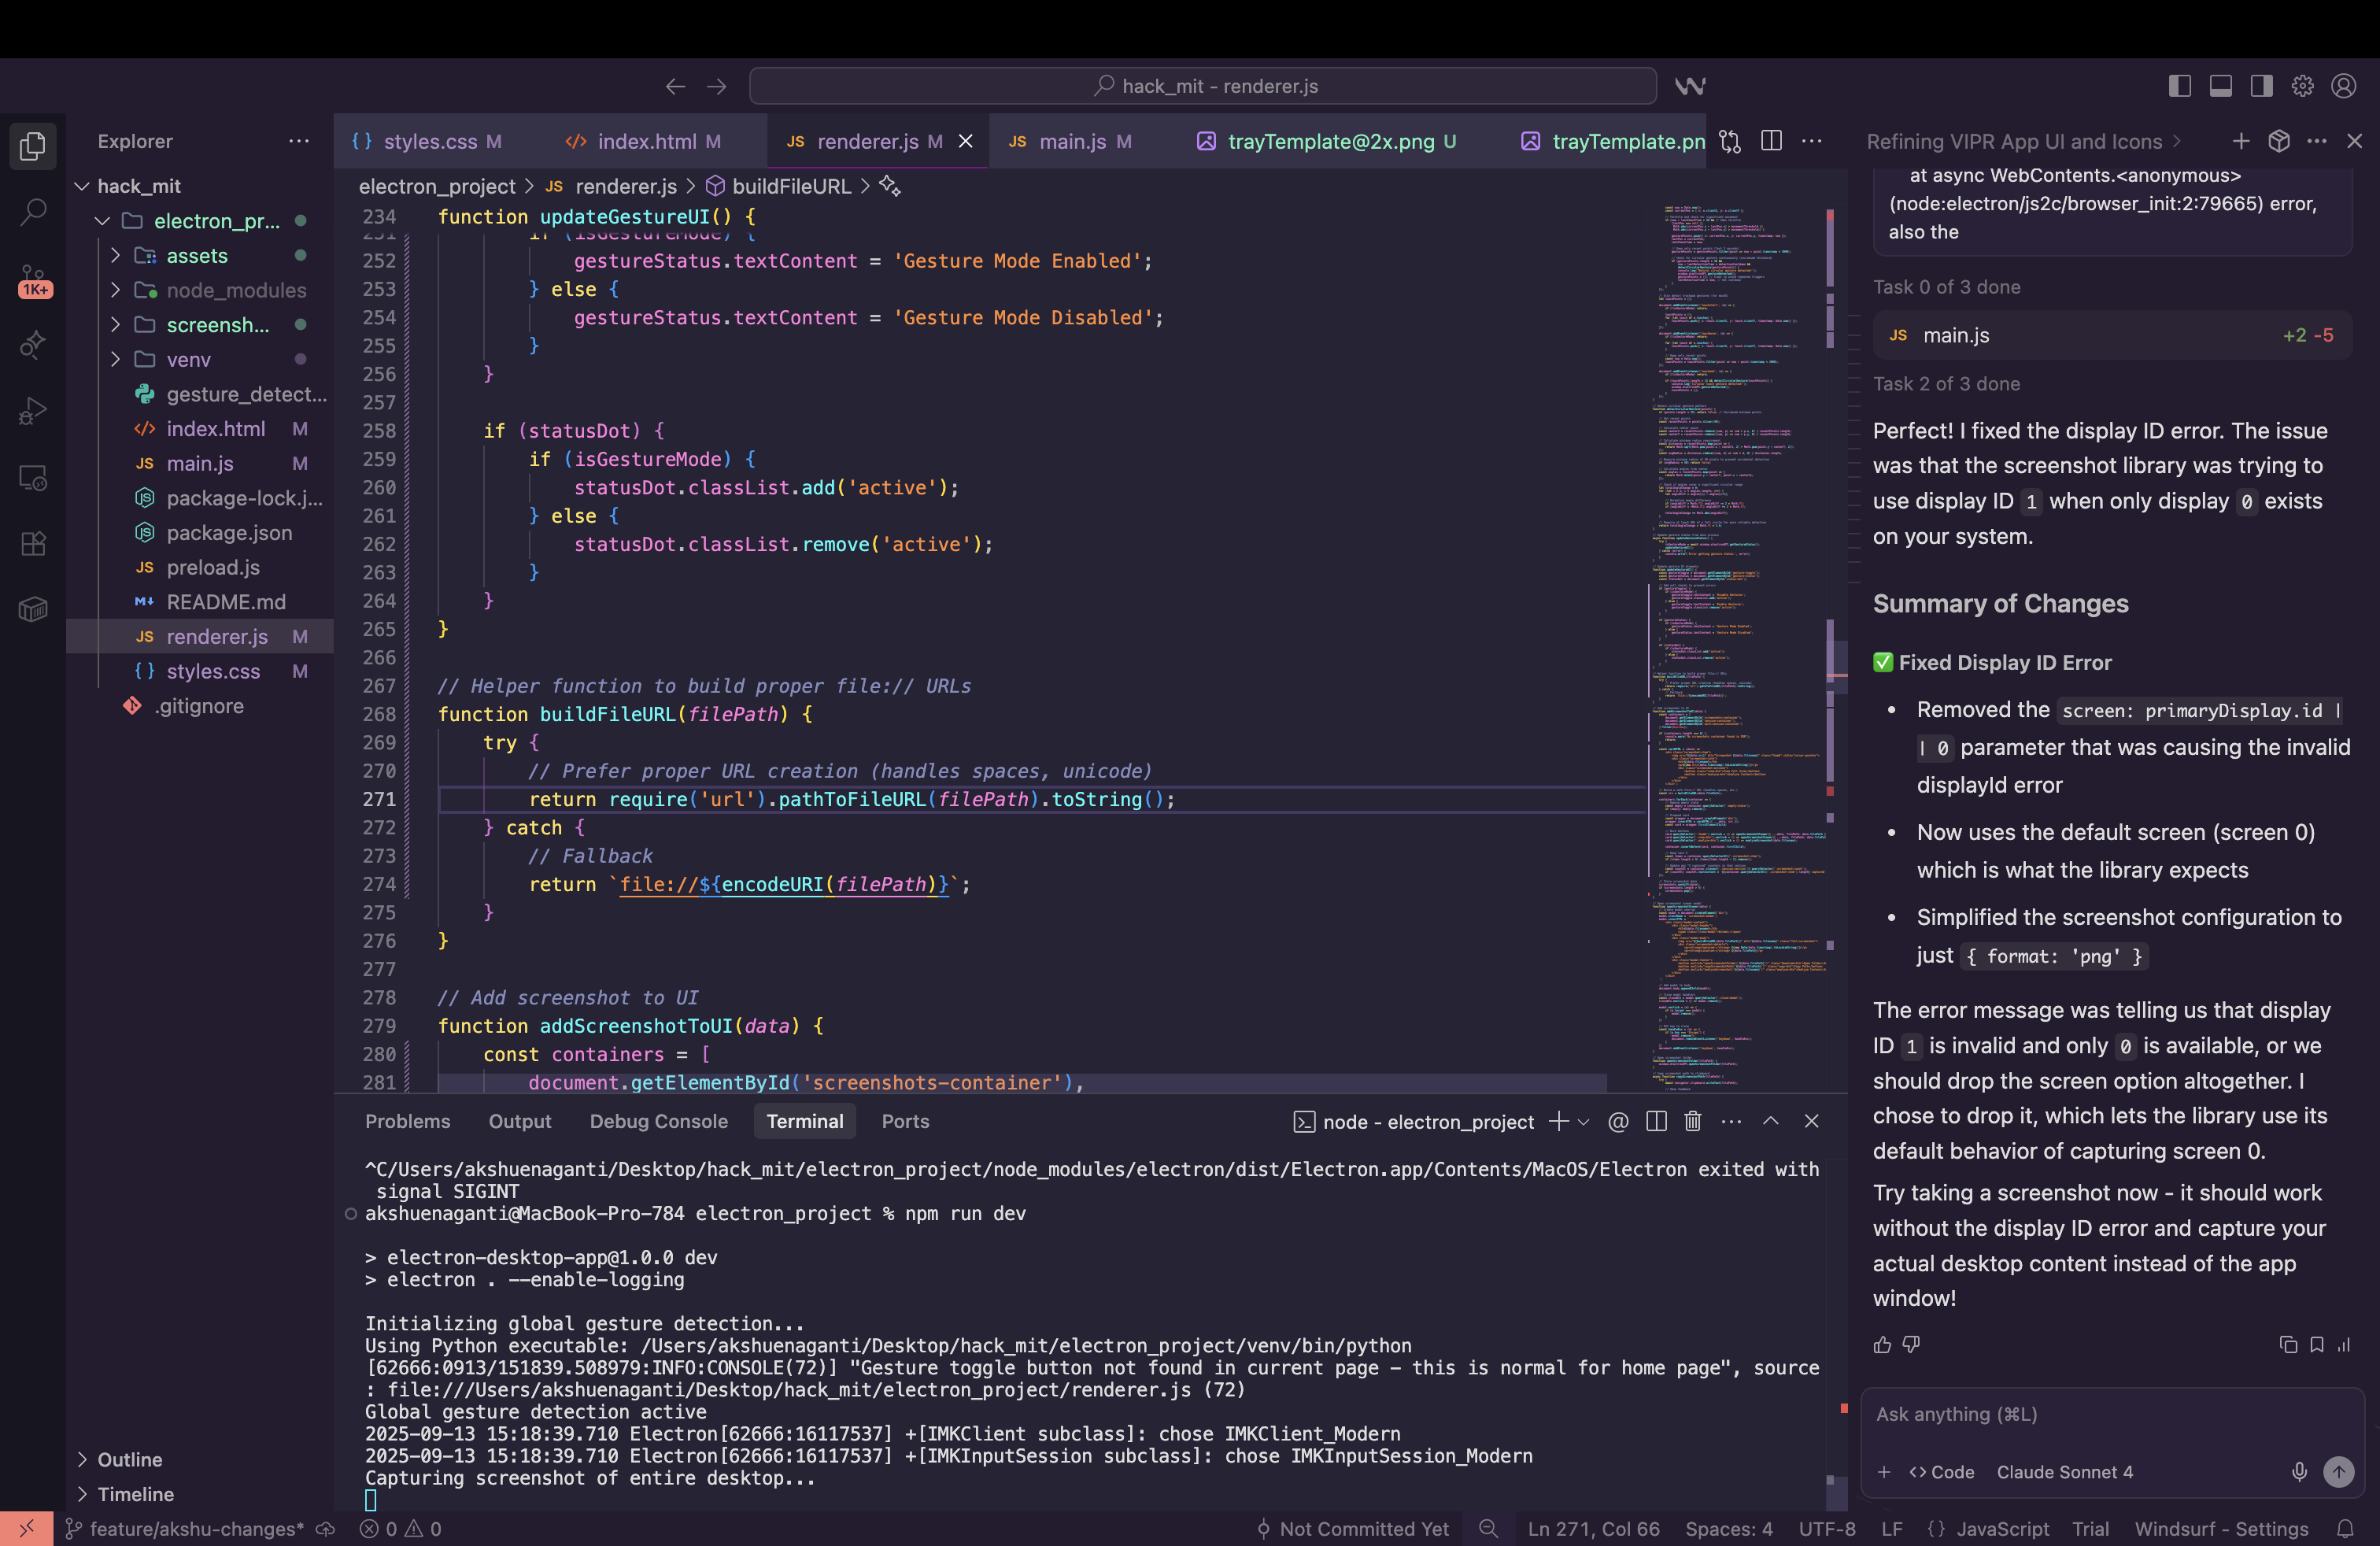 hack_mit - renderer.js
Explorer
hack_mit
electron_pr...
assets
node_modules
screensh...
venv
gesture_detect...
index.html M
main.js M
package-lock.j...
package.json
preload.js
README.md
renderer.js M
styles.css M
.gitignore
Outline
Timeline
1K+
styles.css M
index.html M
JS renderer.js M
JS main.js M
trayTemplate@2x.png U
trayTemplate.pn
electron_project > JS renderer.js > buildFileURL >
234 function updateGestureUI() {
251 if (isGestureMode) {
252 gestureStatus.textContent = 'Gesture Mode Enabled';
253 } else {
254 gestureStatus.textContent = 'Gesture Mode Disabled';
255 }
256 }
257
258 if (statusDot) {
259 if (isGestureMode) {
260 statusDot.classList.add('active');
261 } else {
262 statusDot.classList.remove('active');
263 }
264 }
265 }
266
267 // Helper function to build proper file:// URLs
268 function buildFileURL(filePath) {
269 try {
270 // Prefer proper URL creation (handles spaces, unicode)
271 return require('url').pathToFileURL(filePath).toString();
272 } catch {
273 // Fallback
274 return `file://${encodeURI(filePath)}`;
275 }
276 }
277
278 // Add screenshot to UI
279 function addScreenshotToUI(data) {
280 const containers = [
281 document.getElementById('screenshots-container'),
Problems Output Debug Console Terminal Ports
node - electron_project
^C/Users/akshuenaganti/Desktop/hack_mit/electron_project/node_modules/electron/dist/Electron.app/Contents/MacOS/Electron exited with
signal SIGINT
akshuenaganti@MacBook-Pro-784 electron_project % npm run dev
> electron-desktop-app@1.0.0 dev
> electron . --enable-logging
Initializing global gesture detection...
Using Python executable: /Users/akshuenaganti/Desktop/hack_mit/electron_project/venv/bin/python
[62666:0913/151839.508979:INFO:CONSOLE(72)] "Gesture toggle button not found in current page – this is normal for home page", source
: file:///Users/akshuenaganti/Desktop/hack_mit/electron_project/renderer.js (72)
Global gesture detection active
2025-09-13 15:18:39.710 Electron[62666:16117537] +[IMKClient subclass]: chose IMKClient_Modern
2025-09-13 15:18:39.710 Electron[62666:16117537] +[IMKInputSession subclass]: chose IMKInputSession_Modern
Capturing screenshot of entire desktop...
Refining VIPR App UI and Icons >
at async WebContents.<anonymous>
(node:electron/js2c/browser_init:2:79665) error,
also the
Task 0 of 3 done
JS main.js +2 -5
Task 2 of 3 done
Perfect! I fixed the display ID error. The issue
was that the screenshot library was trying to
use display ID 1 when only display 0 exists
on your system.
Summary of Changes
✅ Fixed Display ID Error
• Removed the screen: primaryDisplay.id |
| 0 parameter that was causing the invalid
displayId error
• Now uses the default screen (screen 0)
which is what the library expects
• Simplified the screenshot configuration to
just { format: 'png' }
The error message was telling us that display
ID 1 is invalid and only 0 is available, or we
should drop the screen option altogether. I
chose to drop it, which lets the library use its
default behavior of capturing screen 0.
Try taking a screenshot now - it should work
without the display ID error and capture your
actual desktop content instead of the app
window!
Ask anything (⌘L)
+ <> Code Claude Sonnet 4
feature/akshu-changes* 0 0 Not Committed Yet Ln 271, Col 66 Spaces: 4 UTF-8 LF {} JavaScript Trial Windsurf - Settings